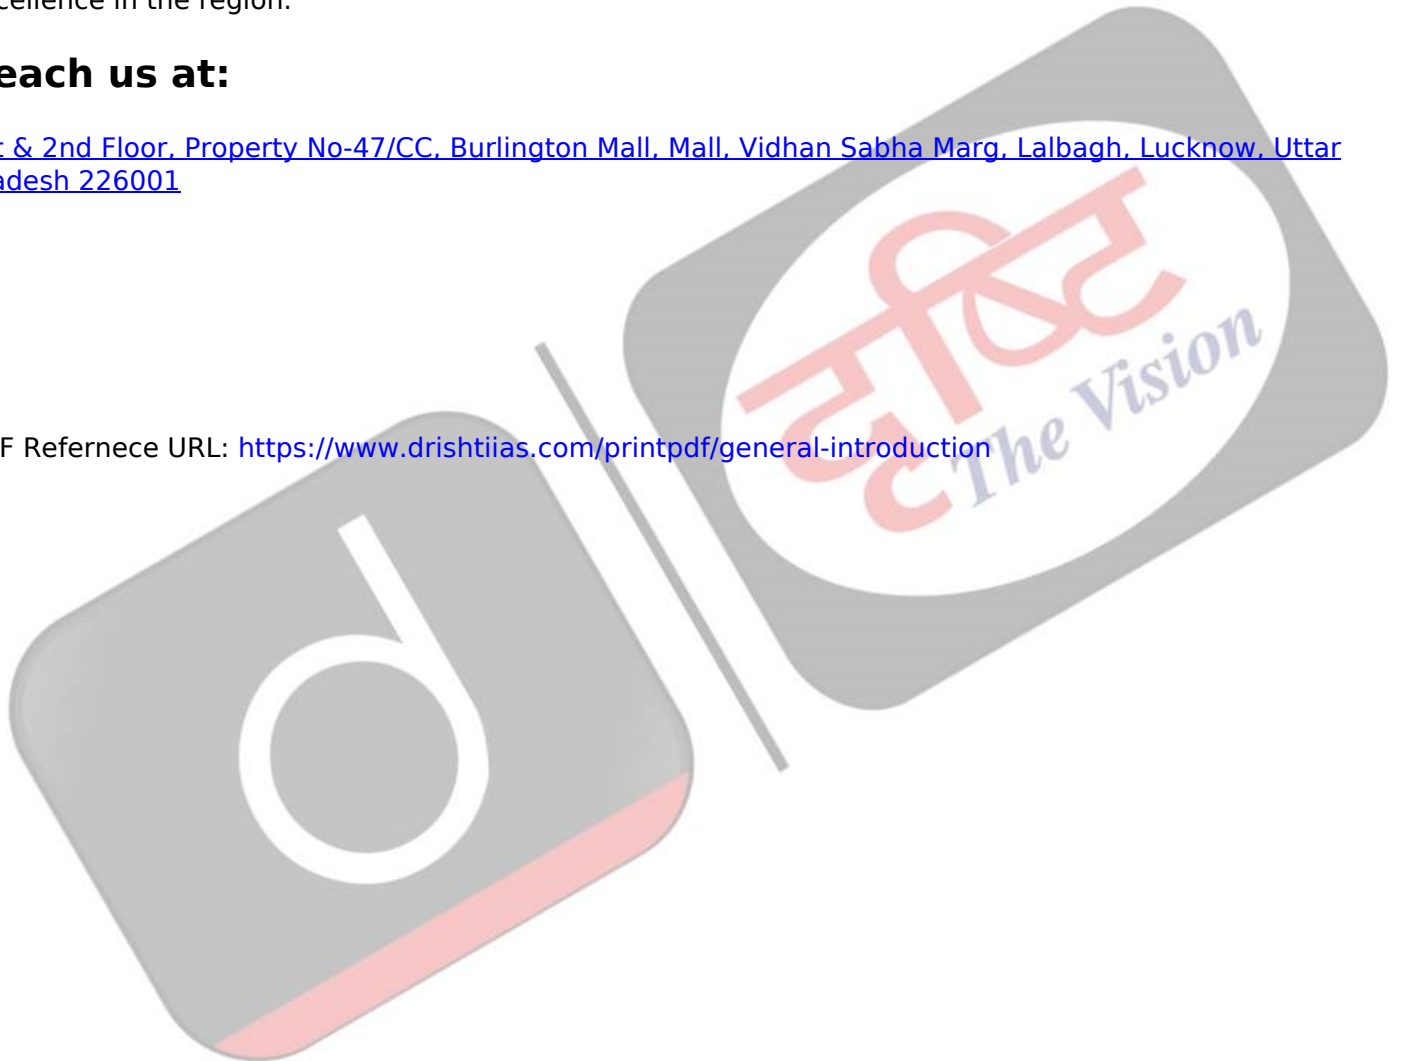 cellence in the region.
each us at:
t & 2nd Floor, Property No-47/CC, Burlington Mall, Mall, Vidhan Sabha Marg, Lalbagh, Lucknow, Uttar
adesh 226001
दृष्टि
The Vision
F Refernece URL: https://www.drishtiias.com/printpdf/general-introduction
d